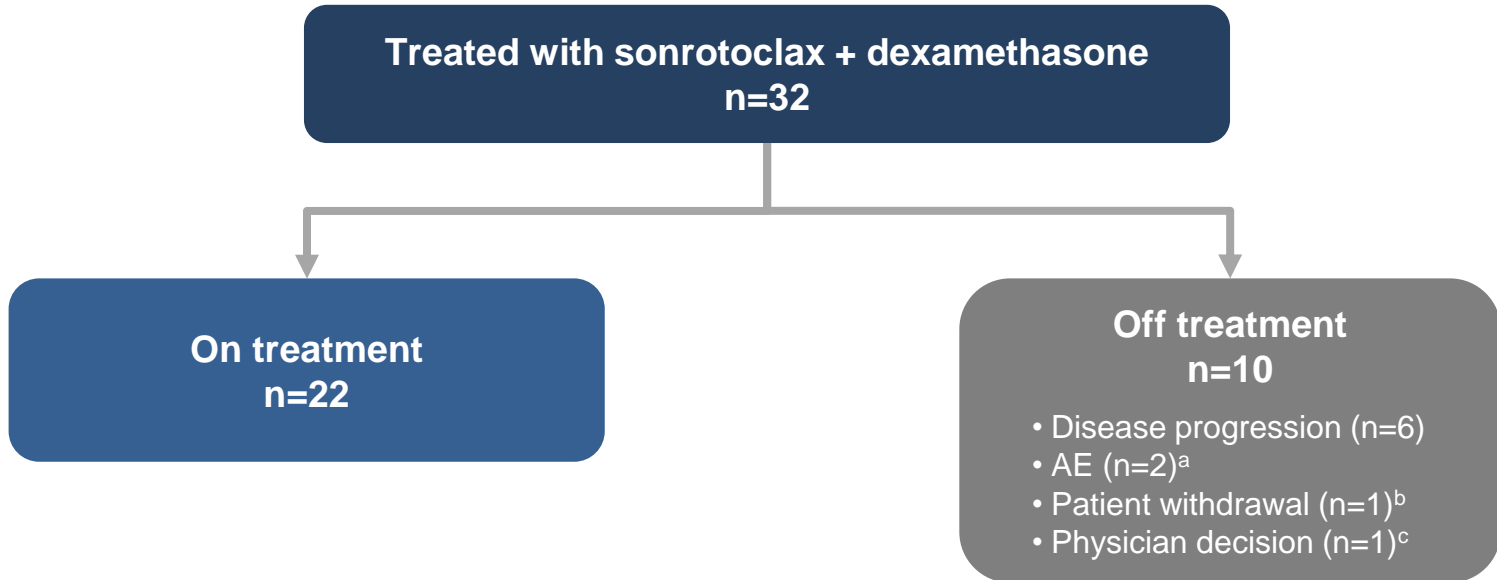 Treated with sonrotoclax + dexamethasone
n=32
On treatment
n=22
Off treatment
n=10
• Disease progression (n=6)
• AE (n=2)ᵃ
• Patient withdrawal (n=1)ᵇ
• Physician decision (n=1)ᶜ